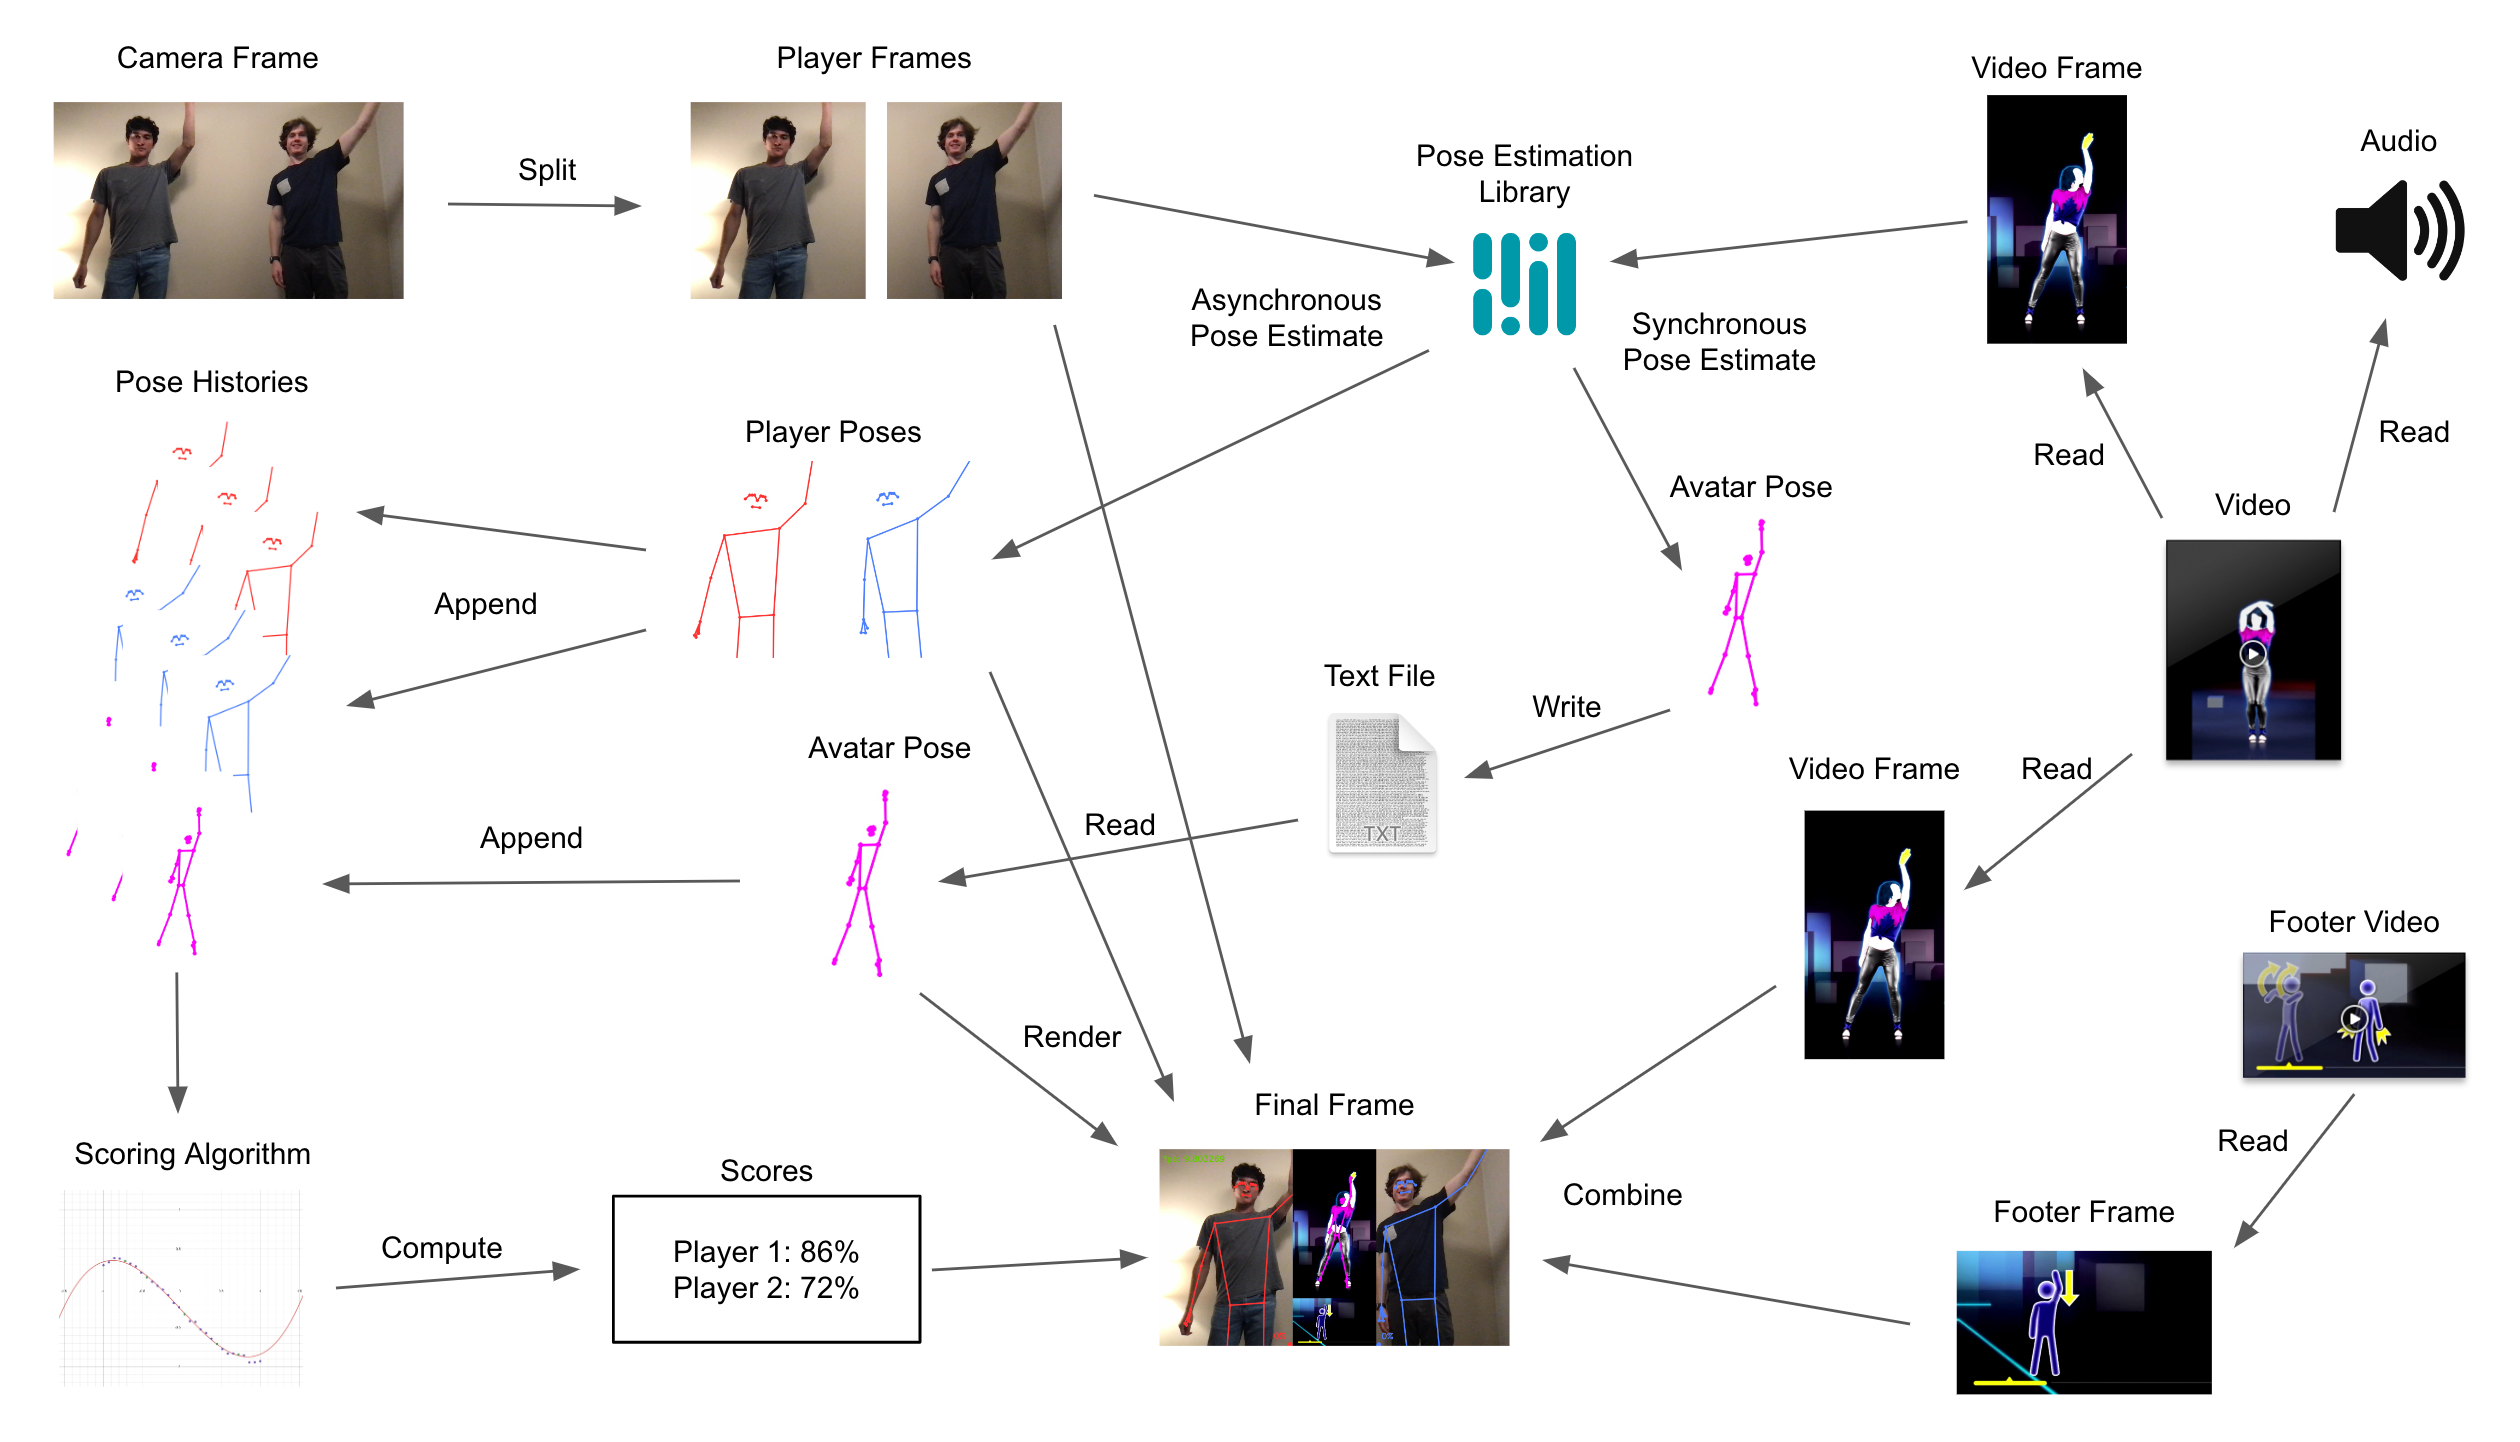 Camera Frame
Player Frames
Video Frame
Audio
Split
Pose Estimation
Library
Asynchronous
Pose Estimate
Synchronous
Pose Estimate
Pose Histories
Player Poses
Read
Read
Avatar Pose
Video
Append
Text File
Write
Avatar Pose
Video Frame
Read
Read
TXT
Append
Footer Video
Render
Final Frame
Read
Scoring Algorithm
Scores
Combine
Footer Frame
Compute
Player 1: 86%
Player 2: 72%